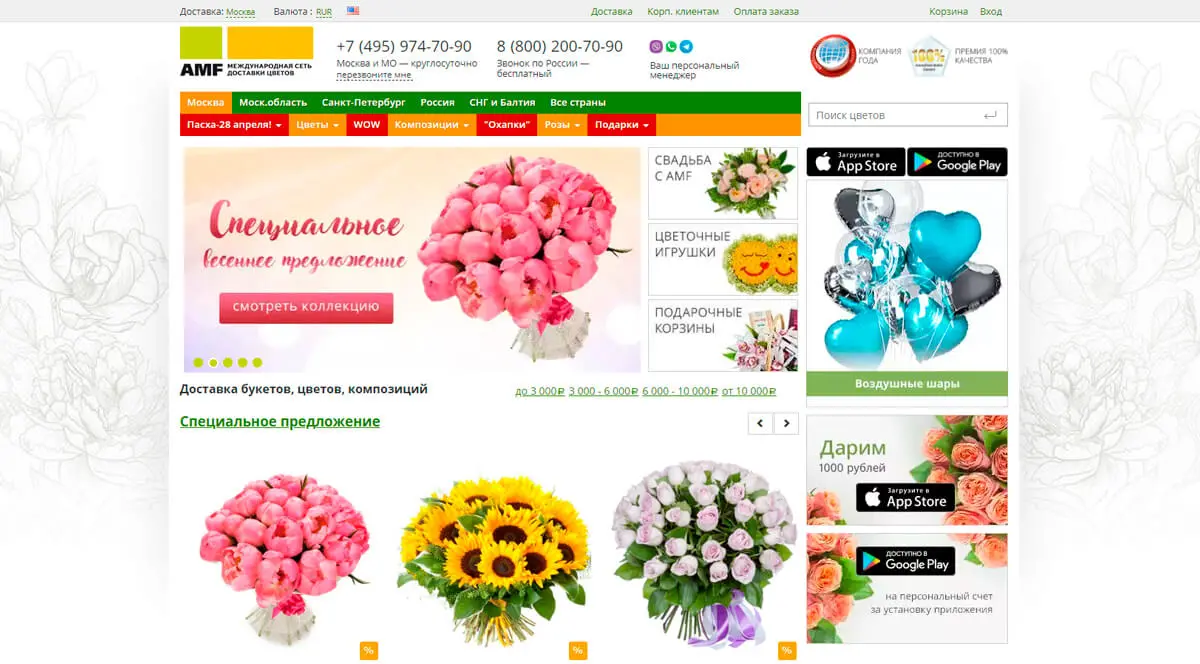 Доставка: Москва
Валюта : RUR
Доставка
Корп. клиентам
Оплата заказа
Корзина
Вход
AMF
МЕЖДУНАРОДНАЯ СЕТЬ
ДОСТАВКИ ЦВЕТОВ
+7 (495) 974-70-90
Москва и МО — круглосуточно
перезвоните мне
8 (800) 200-70-90
Звонок по России —
бесплатный
Ваш персональный
менеджер
КОМПАНИЯ
ГОДА
100%
ПРЕМИЯ 100%
КАЧЕСТВА
Москва
Моск.область
Санкт-Петербург
Россия
СНГ и Балтия
Все страны
Пасха-28 апреля!
Цветы
WOW
Композиции
"Охапки"
Розы
Подарки
Поиск цветов
Специальное
весеннее предложение
смотреть коллекцию
СВАДЬБА
С AMF
ЦВЕТОЧНЫЕ
ИГРУШКИ
ПОДАРОЧНЫЕ
КОРЗИНЫ
Загрузите в
App Store
ДОСТУПНО В
Google Play
Воздушные шары
Доставка букетов, цветов, композиций
до 3 000₽
3 000 - 6 000₽
6 000 - 10 000₽
от 10 000₽
Специальное предложение
Дарим
1000 рублей
Загрузите в
App Store
ДОСТУПНО В
Google Play
на персональный счет
за установку приложения
%
%
%